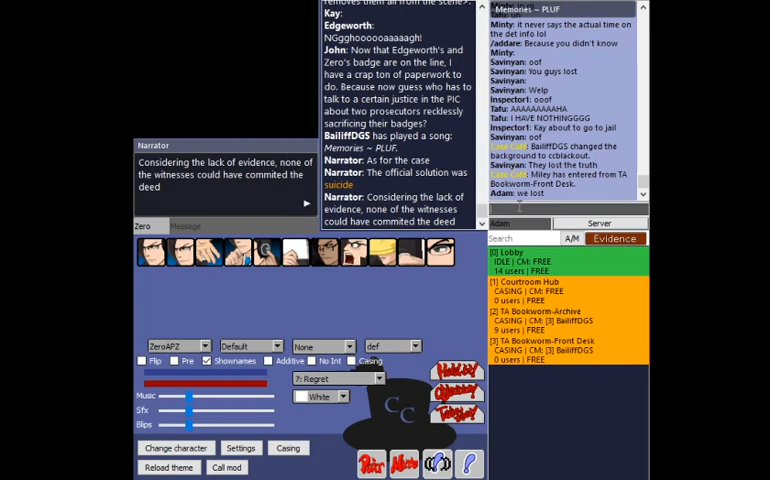 removes them all from the scene>.
Kay:
Edgeworth:
NGgghoooooaaaaagh!
John: Now that Edgeworth's and
Zero's badge are on the line, I
have a crap ton of paperwork to
do. Because now guess who has to
talk to a certain justice in the PIC
about two prosecutors recklessly
sacrificing their badges?
BailiffDGS has played a song:
Memories ~ PLUF.
Narrator: As for the case
Narrator: The official solution was
suicide
Narrator: Considering the lack of
evidence, none of the witnesses
could have commited the deed
Narrator
Considering the lack of evidence, none of
the witnesses could have commited the
deed
Zero
Message
Memories ~ PLUF
Minty: it never says the actual time on
the det info lol
/addare: Because you didn't know
Minty:
Savinyan: oof
Savinyan: You guys lost
Savinyan:
Savinyan: Welp
Inspector1: ooof
Tafu: AAAAAAAAAHA
Tafu: I HAVE NOTHINGGGG
Inspector1: Kay about to go to jail
Savinyan: oof
Case Café: BailiffDGS changed the
background to ccblackout.
Savinyan: They lost the truth
Case Café: Miley has entered from TA
Bookworm-Front Desk.
Adam: we lost
Adam
Server
Search
A/M
Evidence
[0] Lobby
IDLE | CM: FREE
14 users | FREE
[1] Courtroom Hub
CASING | CM: FREE
0 users | FREE
[2] TA Bookworm-Archive
CASING | CM: [3] BailiffDGS
9 users | FREE
[3] TA Bookworm-Front Desk
CASING | CM: [3] BailiffDGS
0 users | FREE
ZeroAPZ
Default
None
def
Flip
Pre
Shownames
Additive
No Int
Casing
7: Regret
White
Music
Sfx
Blips
Hold It!
Objection!
Take That!
CC
Change character
Settings
Casing
Reload theme
Call mod
Pair
Mute